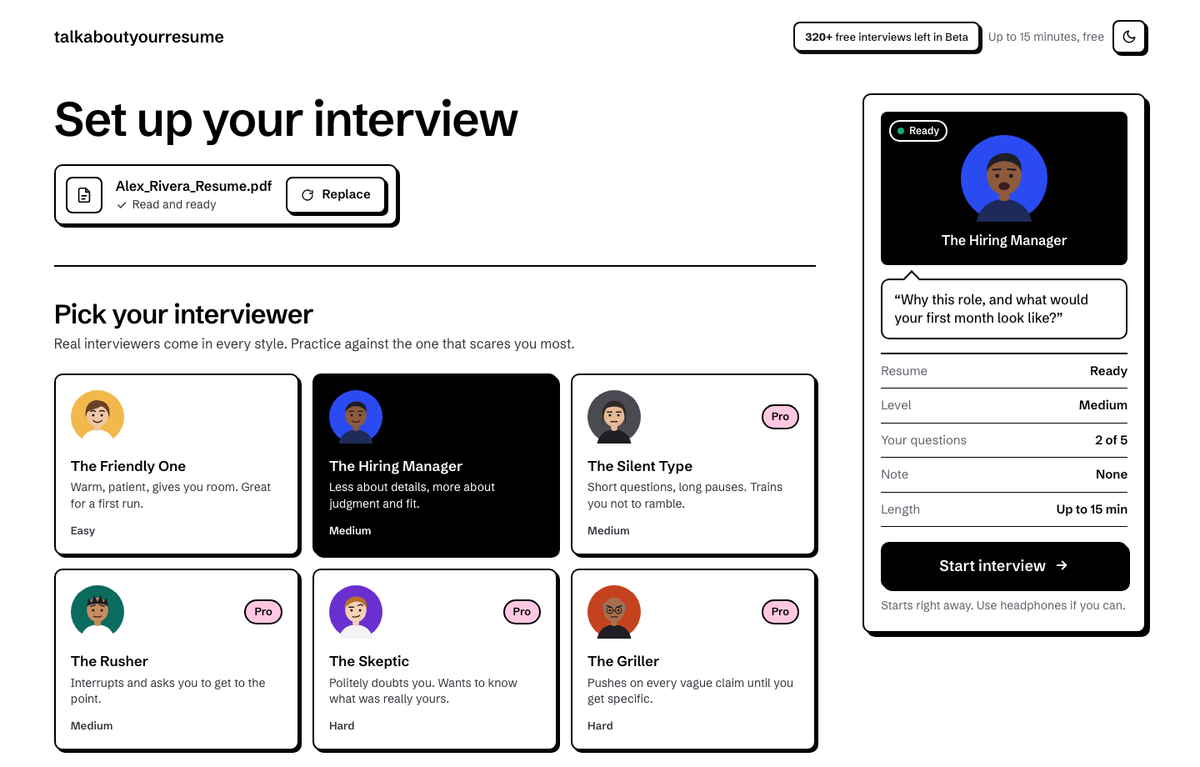 talkaboutyourresume
320+ free interviews left in Beta
Up to 15 minutes, free
Set up your interview
Alex_Rivera_Resume.pdf
Read and ready
Replace
Pick your interviewer
Real interviewers come in every style. Practice against the one that scares you most.
The Friendly One
Warm, patient, gives you room. Great
for a first run.
Easy
The Hiring Manager
Less about details, more about
judgment and fit.
Medium
Pro
The Silent Type
Short questions, long pauses. Trains
you not to ramble.
Medium
Pro
The Rusher
Interrupts and asks you to get to the
point.
Medium
Pro
The Skeptic
Politely doubts you. Wants to know
what was really yours.
Hard
Pro
The Griller
Pushes on every vague claim until you
get specific.
Hard
Ready
The Hiring Manager
“Why this role, and what would
your first month look like?”
Resume Ready
Level Medium
Your questions 2 of 5
Note None
Length Up to 15 min
Start interview
Starts right away. Use headphones if you can.